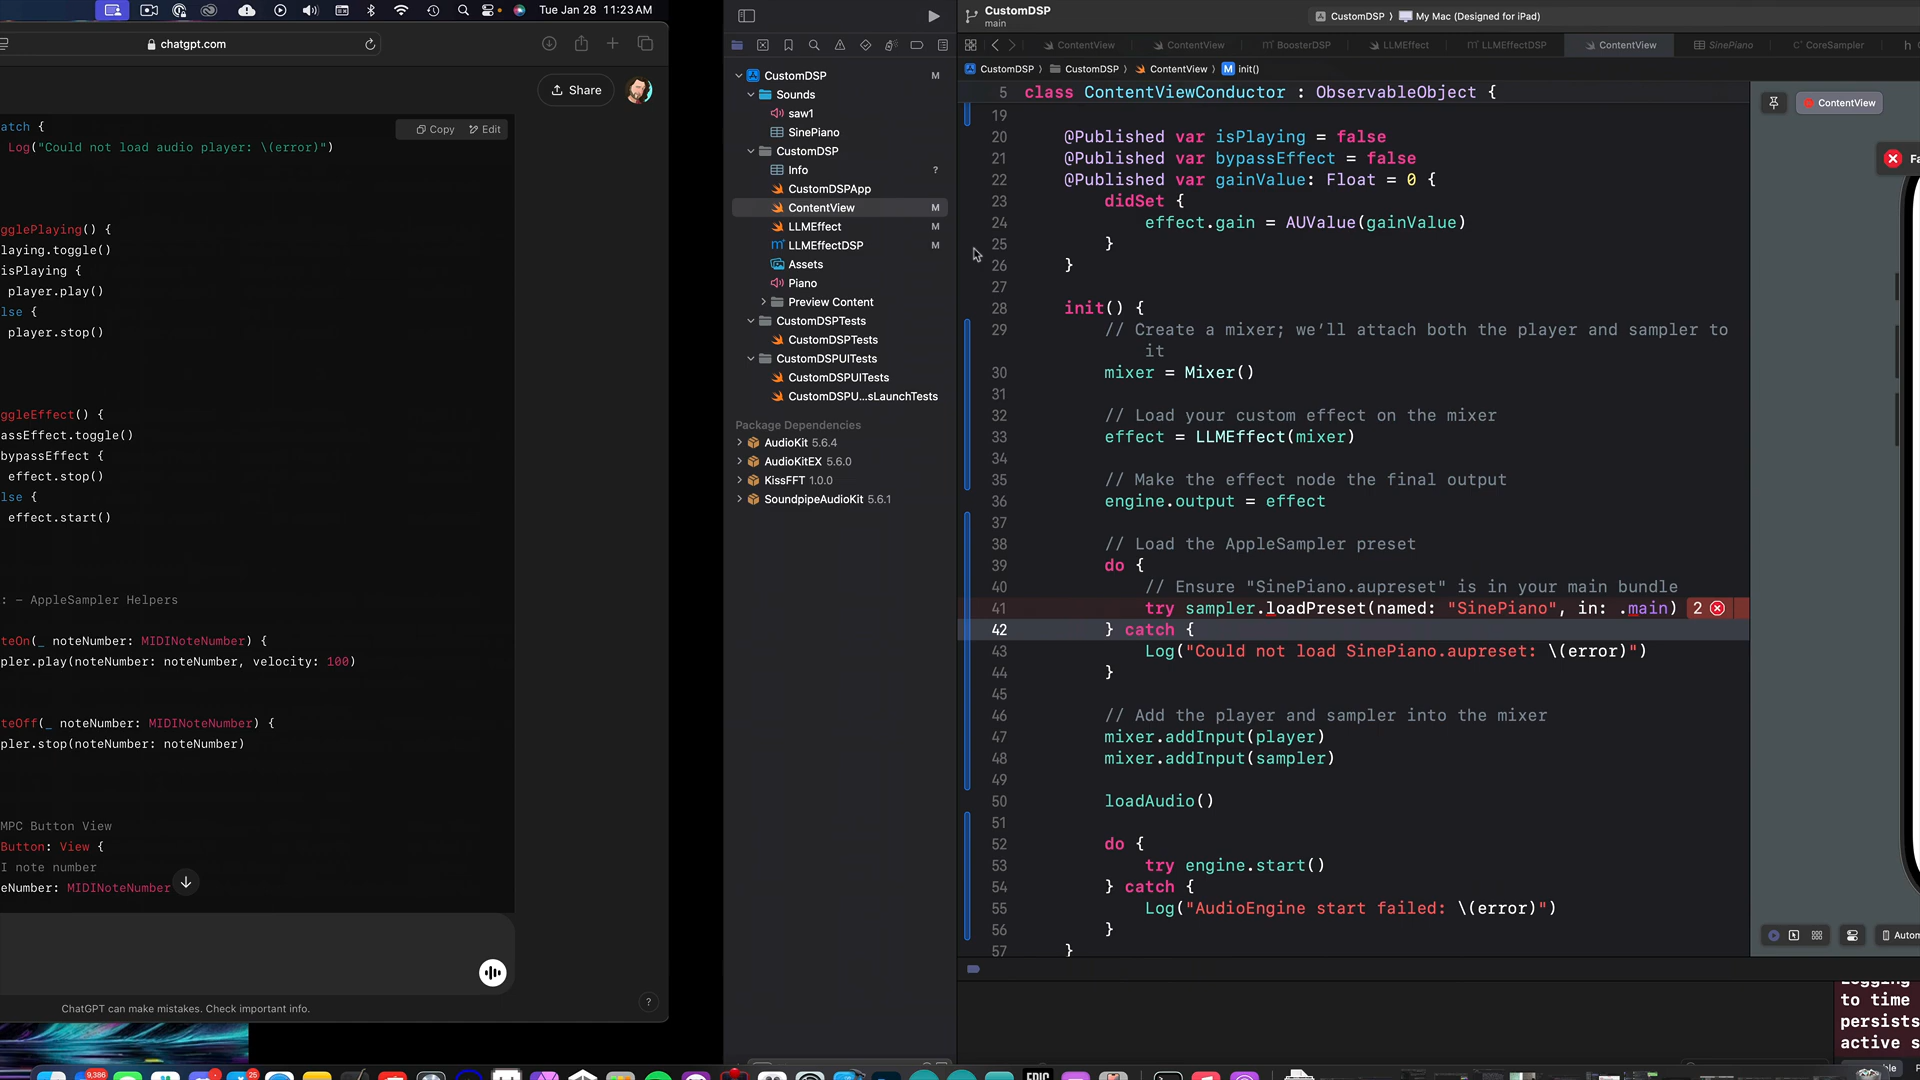 Tue Jan 28 11:23 AM
chatgpt.com
Share
Copy
Edit
atch {
Log("Could not load audio player: \(error)")
gglePlaying() {
laying.toggle()
isPlaying {
player.play()
lse {
player.stop()
ggleEffect() {
assEffect.toggle()
bypassEffect {
effect.stop()
lse {
effect.start()
: – AppleSampler Helpers
teOn(_ noteNumber: MIDINoteNumber) {
pler.play(noteNumber: noteNumber, velocity: 100)
teOff(_ noteNumber: MIDINoteNumber) {
pler.stop(noteNumber: noteNumber)
MPC Button View
Button: View {
I note number
eNumber: MIDINoteNumber
ChatGPT can make mistakes. Check important info.
?
CustomDSP M
Sounds
saw1
SinePiano
CustomDSP
Info ?
CustomDSPApp
ContentView M
LLMEffect M
LLMEffectDSP M
Assets
Piano
Preview Content
CustomDSPTests
CustomDSPTests
CustomDSPUITests
CustomDSPUITests
CustomDSPU...sLaunchTests
Package Dependencies
AudioKit 5.6.4
AudioKitEX 5.6.0
KissFFT 1.0.0
SoundpipeAudioKit 5.6.1
CustomDSP
main
CustomDSP 〉 My Mac (Designed for iPad)
ContentView
ContentView
BoosterDSP
LLMEffect
LLMEffectDSP
ContentView
SinePiano
CoreSampler
CustomDSP 〉 CustomDSP 〉 ContentView 〉 M init()
5 class ContentViewConductor : ObservableObject {
19
20 @Published var isPlaying = false
21 @Published var bypassEffect = false
22 @Published var gainValue: Float = 0 {
23 didSet {
24 effect.gain = AUValue(gainValue)
25 }
26 }
27
28 init() {
29 // Create a mixer; we’ll attach both the player and sampler to
it
30 mixer = Mixer()
31
32 // Load your custom effect on the mixer
33 effect = LLMEffect(mixer)
34
35 // Make the effect node the final output
36 engine.output = effect
37
38 // Load the AppleSampler preset
39 do {
40 // Ensure "SinePiano.aupreset" is in your main bundle
41 try sampler.loadPreset(named: "SinePiano", in: .main) 2
42 } catch {
43 Log("Could not load SinePiano.aupreset: \(error)")
44 }
45
46 // Add the player and sampler into the mixer
47 mixer.addInput(player)
48 mixer.addInput(sampler)
49
50 loadAudio()
51
52 do {
53 try engine.start()
54 } catch {
55 Log("AudioEngine start failed: \(error)")
56 }
57 }
ContentView
Fa
Autom
to time
persists
active s
9,386
25
EPIC